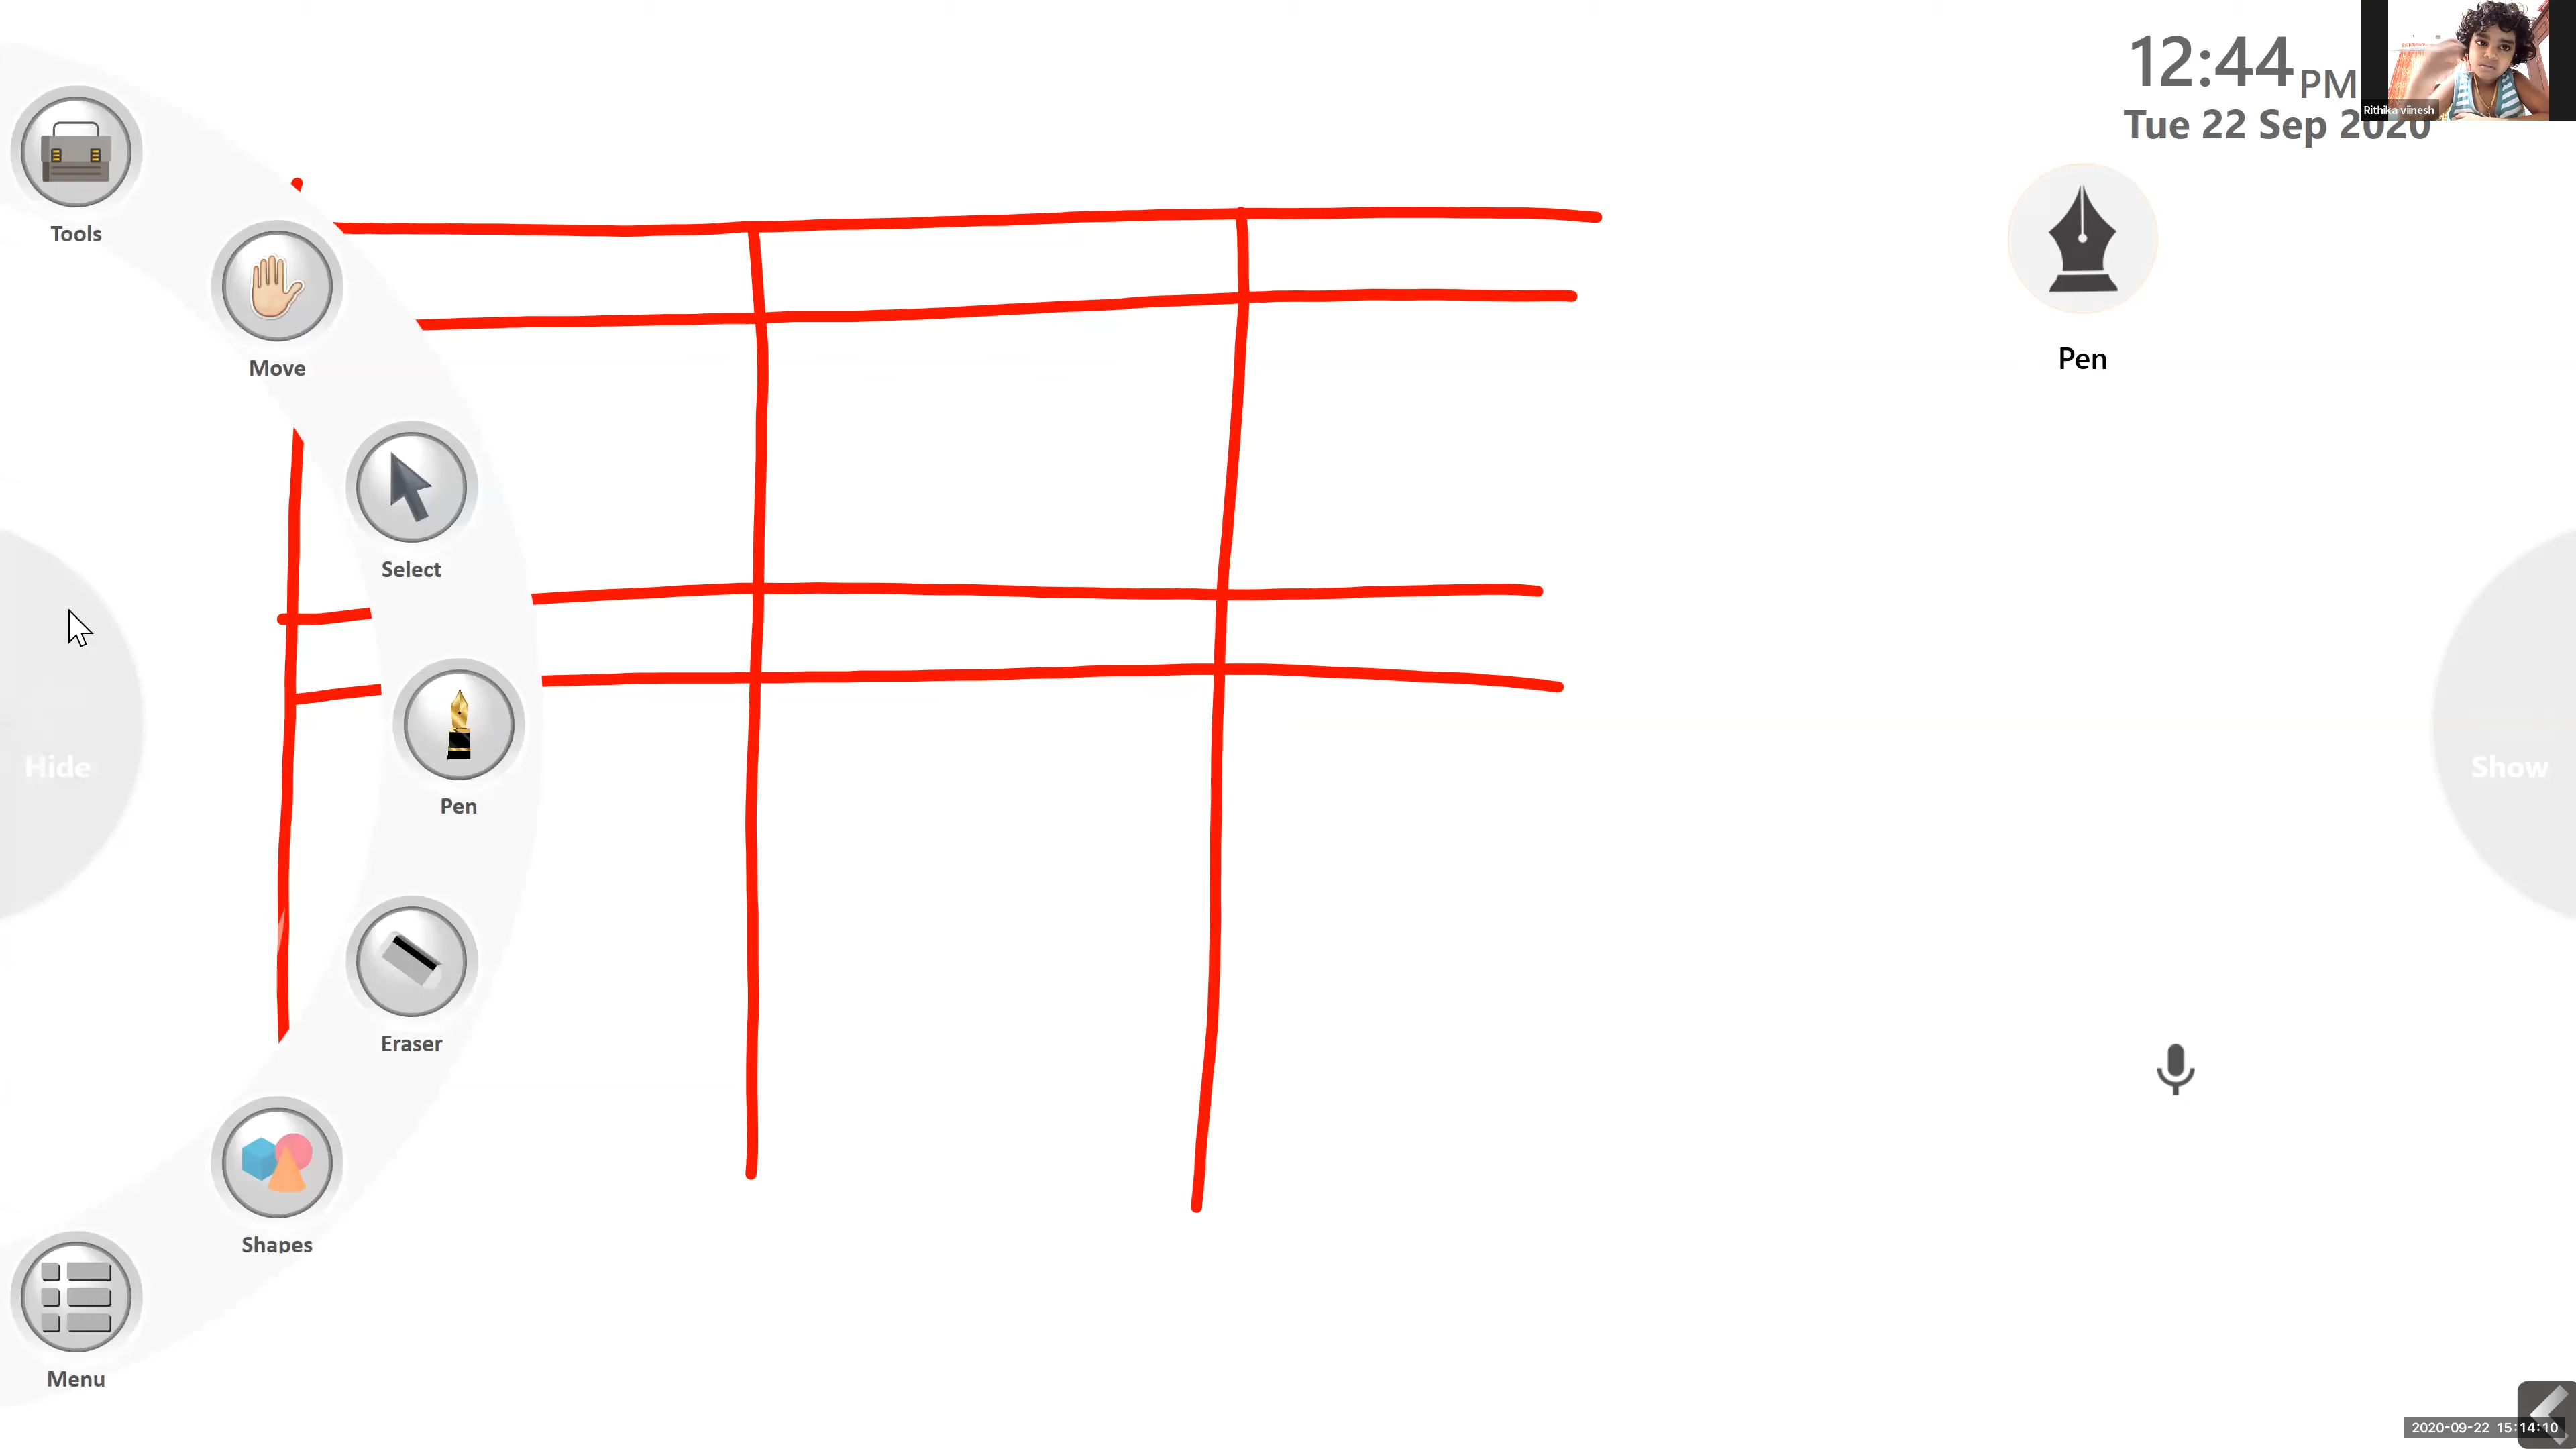 12:44 PM
Rithika viinesh
Tue 22 Sep 2020
Tools
Move
Pen
Select
Hide
Show
Pen
Eraser
Shapes
Menu
2020-09-22 15:14:10